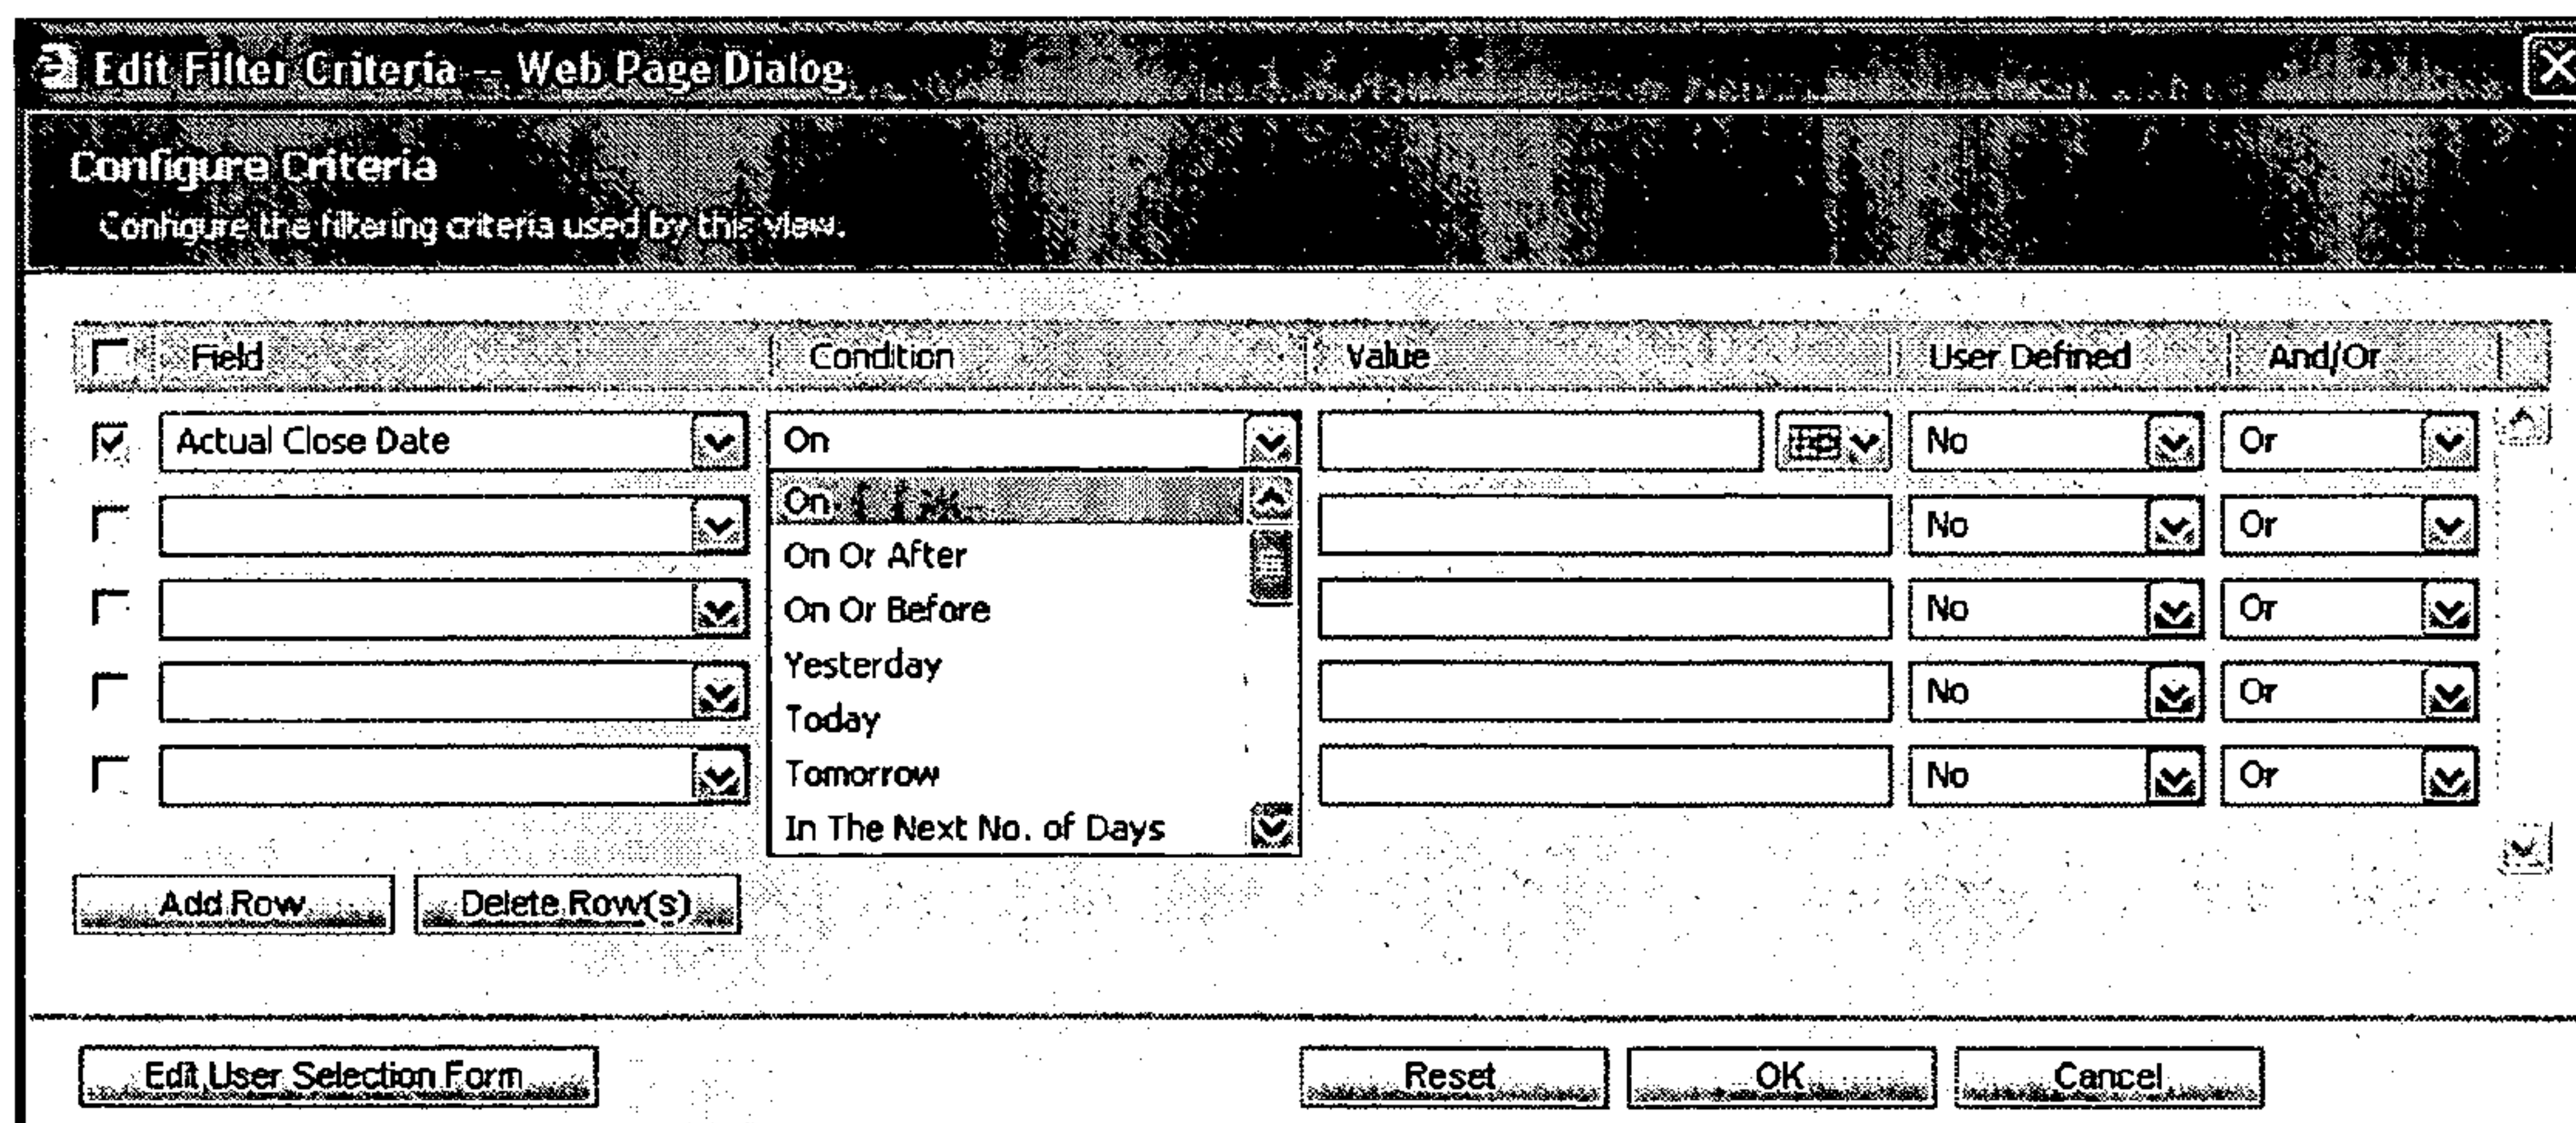 Edit Filter Criteria -- Web Page Dialog
Configure Criteria
Configure the filtering criteria used by this view.
Field Condition Value User Defined And/Or
Actual Close Date On No Or
On
No Or
On Or After
On Or Before
No Or
Yesterday
No Or
Today
Tomorrow
No Or
In The Next No. of Days
Add Row Delete Row(s)
Edit User Selection Form Reset OK Cancel